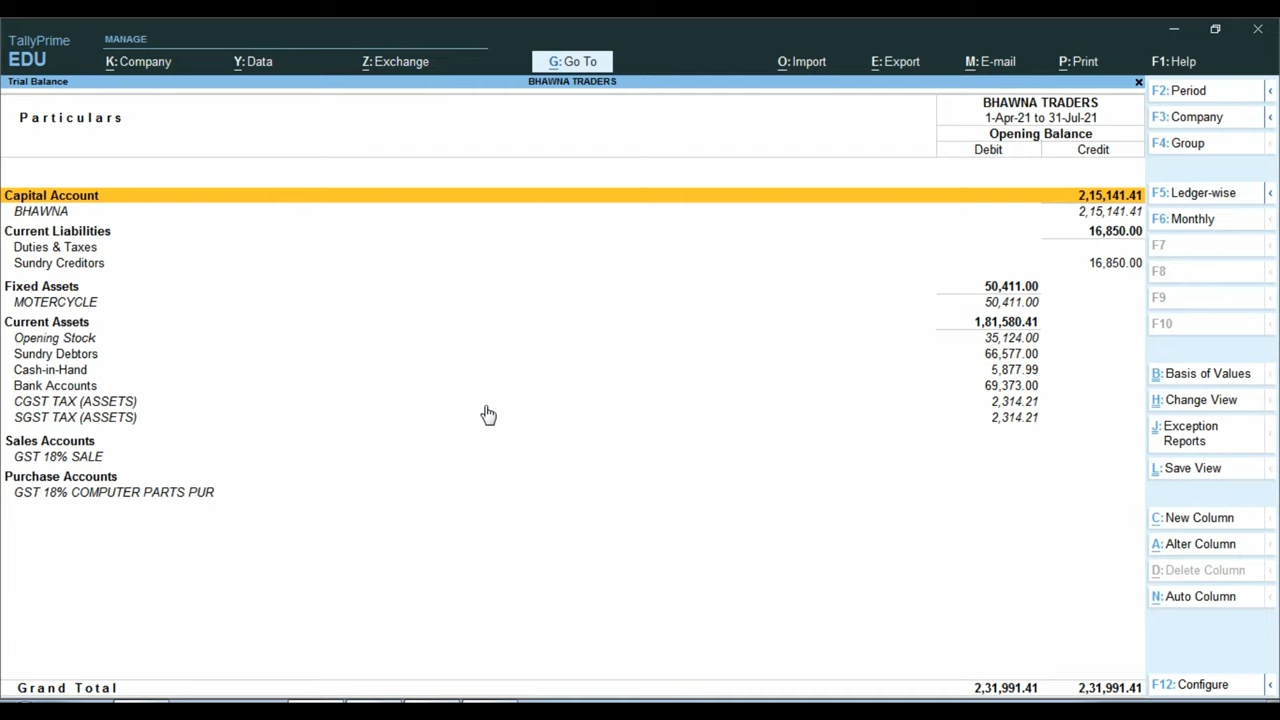 TallyPrime
EDU
MANAGE
K: Company
Y: Data
Z: Exchange
G: Go To
O: Import
E: Export
M: E-mail
P: Print
F1: Help
Trial Balance
BHAWNA TRADERS
Particulars
BHAWNA TRADERS
1-Apr-21 to 31-Jul-21
Opening Balance
Debit Credit
Capital Account 2,15,141.41
BHAWNA 2,15,141.41
Current Liabilities 16,850.00
Duties & Taxes
Sundry Creditors 16,850.00
Fixed Assets 50,411.00
MOTERCYCLE 50,411.00
Current Assets 1,81,580.41
Opening Stock 35,124.00
Sundry Debtors 66,577.00
Cash-in-Hand 5,877.99
Bank Accounts 69,373.00
CGST TAX (ASSETS) 2,314.21
SGST TAX (ASSETS) 2,314.21
Sales Accounts
GST 18% SALE
Purchase Accounts
GST 18% COMPUTER PARTS PUR
Grand Total 2,31,991.41 2,31,991.41
F2: Period
F3: Company
F4: Group
F5: Ledger-wise
F6: Monthly
F7
F8
F9
F10
B: Basis of Values
H: Change View
J: Exception
Reports
L: Save View
C: New Column
A: Alter Column
D: Delete Column
N: Auto Column
F12: Configure